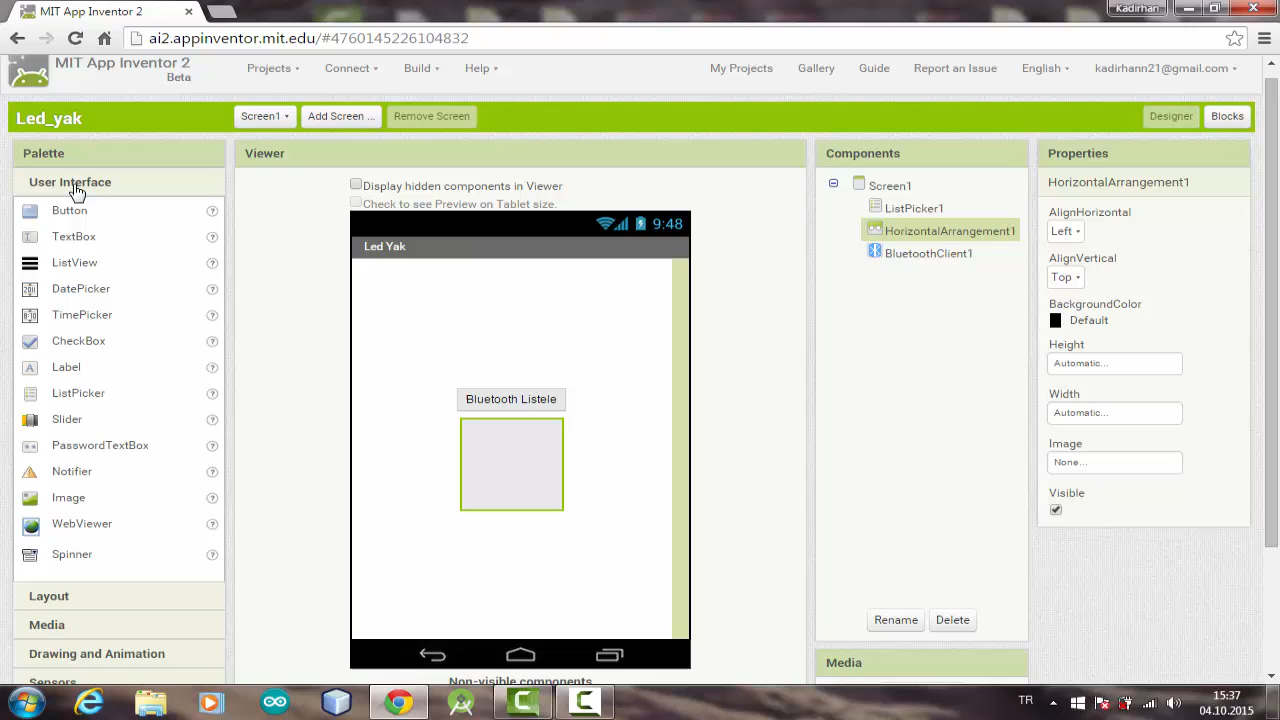 MIT App Inventor 2
Kadirhan
ai2.appinventor.mit.edu/#4760145226104832
MIT App Inventor 2
Beta
Projects
Connect
Build
Help
My Projects
Gallery
Guide
Report an Issue
English
kadirhann21@gmail.com
Led_yak
Screen1
Add Screen ...
Remove Screen
Designer
Blocks
Palette
Viewer
Components
Properties
User Interface
Button
TextBox
ListView
DatePicker
TimePicker
CheckBox
Label
ListPicker
Slider
PasswordTextBox
Notifier
Image
WebViewer
Spinner
Layout
Media
Drawing and Animation
Sensors
Display hidden components in Viewer
Check to see Preview on Tablet size.
9:48
Led Yak
Bluetooth Listele
Non-visible components
Screen1
ListPicker1
HorizontalArrangement1
BluetoothClient1
Rename
Delete
Media
HorizontalArrangement1
AlignHorizontal
Left
AlignVertical
Top
BackgroundColor
Default
Height
Automatic...
Width
Automatic...
Image
None...
Visible
TR
15:37
04.10.2015